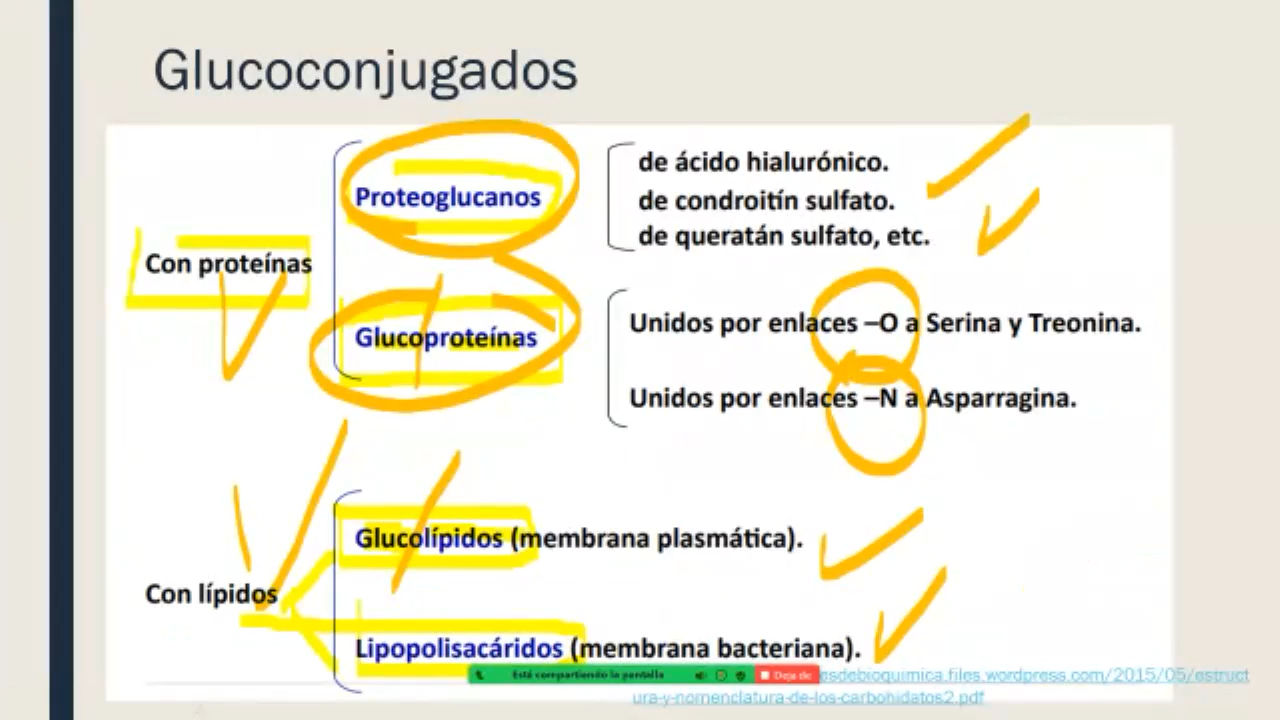 Glucoconjugados
de ácido hialurónico.
Proteoglucanos
de condroitín sulfato.
de queratán sulfato, etc.
Con proteínas
Unidos por enlaces –O a Serina y Treonina.
Glucoproteínas
Unidos por enlaces –N a Asparragina.
Glucolípidos (membrana plasmática).
Con lípidos
Lipopolisacáridos (membrana bacteriana).
Está compartiendo la pantalla
Deja de
esdebioquimica.files.wordpress.com/2015/05/estruct
ura-y-nomenclatura-de-los-carbohidatos2.pdf